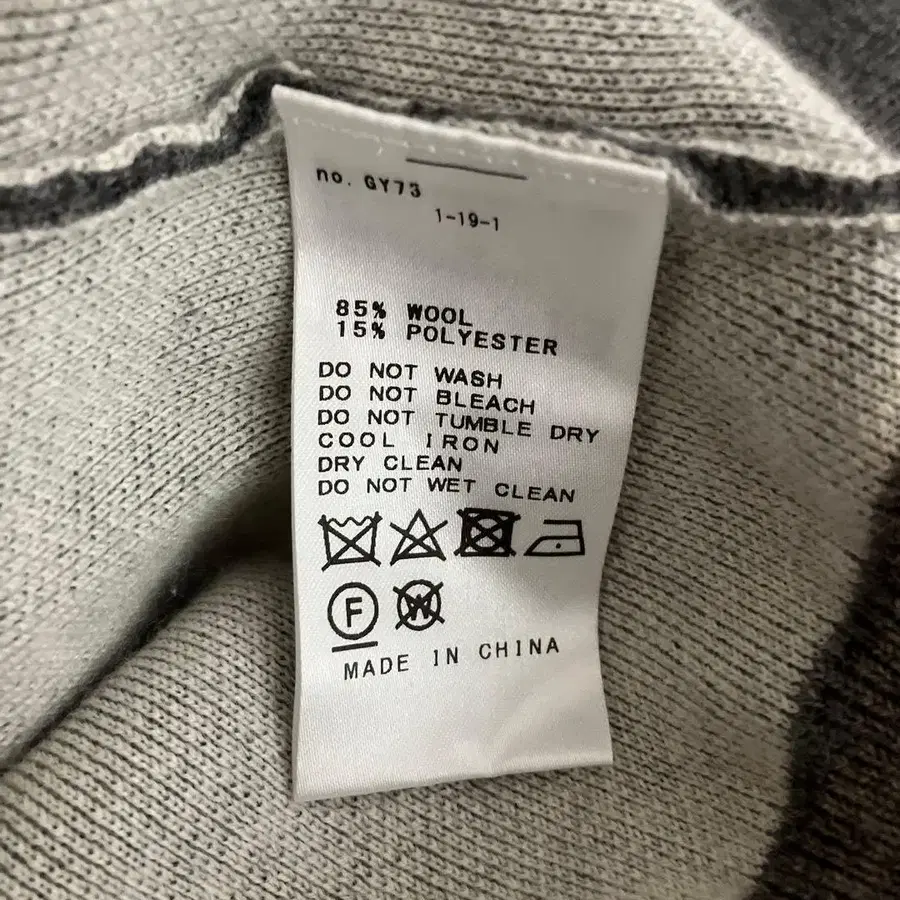 no. GY73
1-19-1
85% WOOL
15% POLYESTER
DO NOT WASH
DO NOT BLEACH
DO NOT TUMBLE DRY
COOL IRON
DRY CLEAN
DO NOT WET CLEAN
F W
MADE IN CHINA